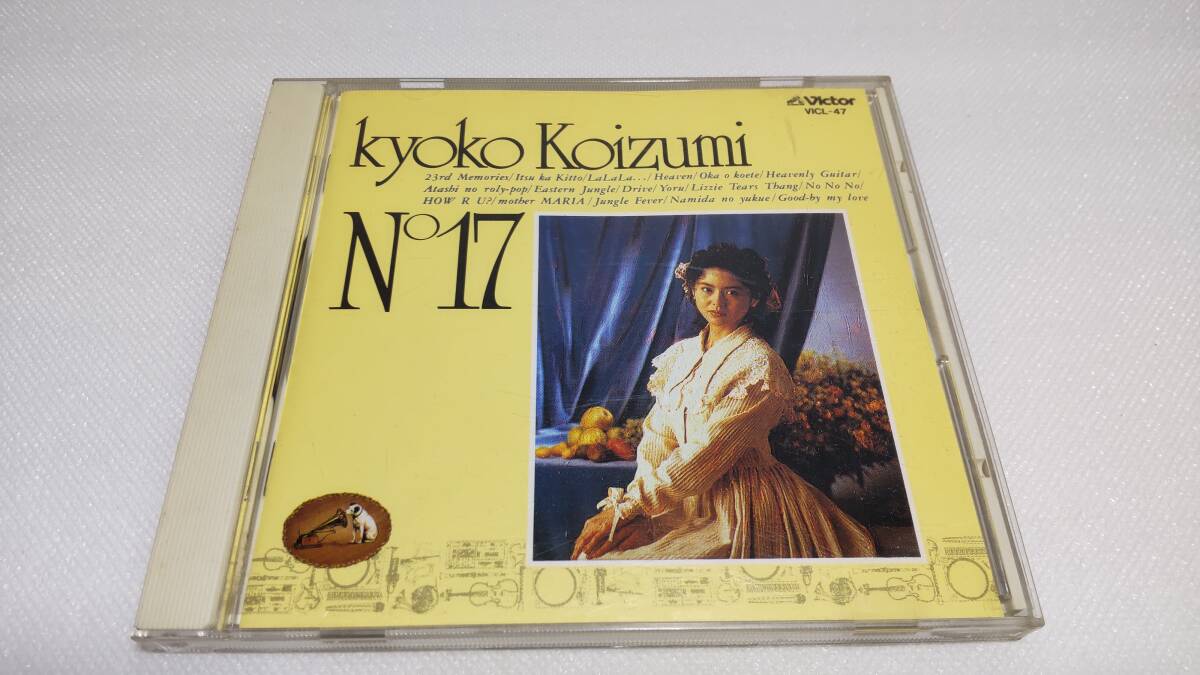 Victor
VICL-47
kyoko Koizumi
23rd Memories/Itsu ka Kitto/LaLaLa.../Heaven/Oka o koete/Heavenly Guitar/
Atashi no roly-pop/Eastern Jungle/Drive/Yoru/Lizzie Tears Thang/No No No/
HOW R U?/mother MARIA/Jungle Fever/Namida no yukue/Good-by my love
Nº17